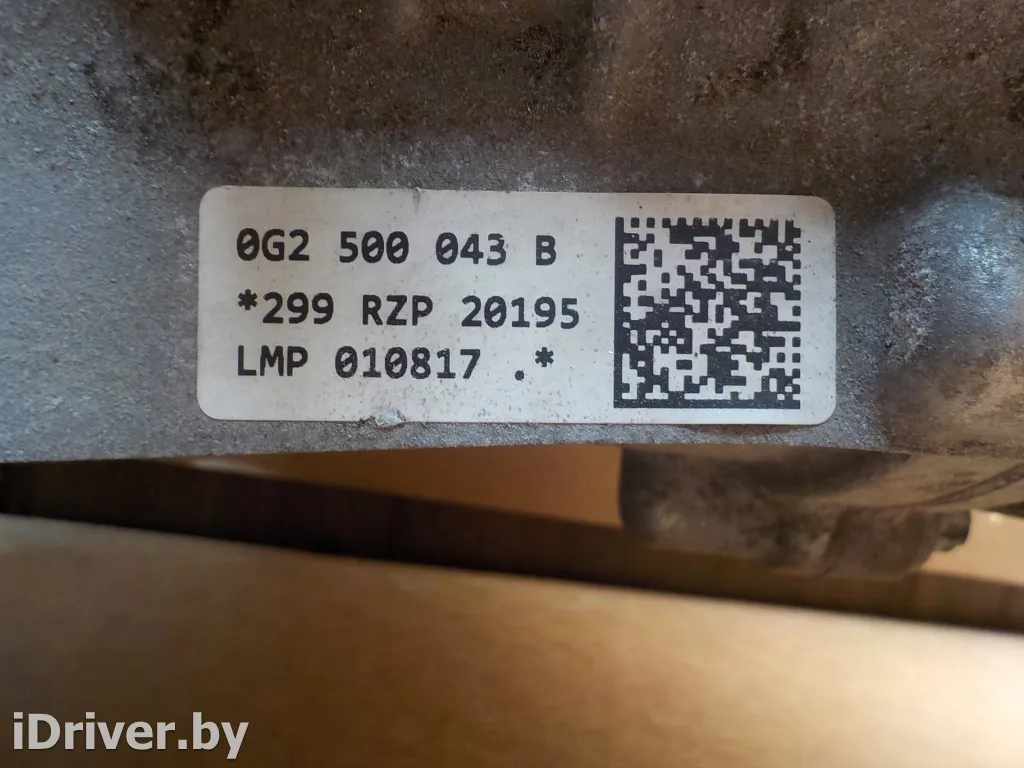 0G2 500 043 B
*299 RZP 20195
LMP 010817 .*
iDriver.by